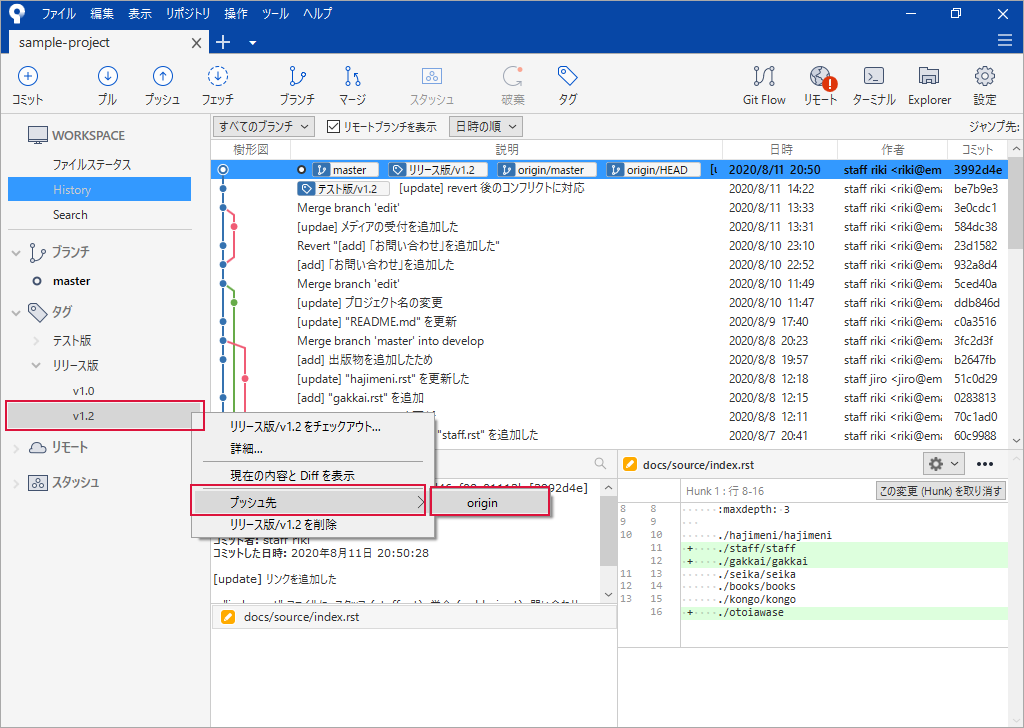 ファイル 編集 表示 リポジトリ 操作 ツール ヘルプ
sample-project
コミット プル プッシュ フェッチ ブランチ マージ スタッシュ 破棄 タグ Git Flow リモート ターミナル Explorer 設定
WORKSPACE
ファイルステータス
History
Search
ブランチ
master
タグ
テスト版
リリース版
v1.0
v1.2
リモート
スタッシュ
すべてのブランチ リモートブランチを表示 日時の順 ジャンプ先:
樹形図 説明 日時 作者 コミット
master リリース版/v1.2 origin/master origin/HEAD [u 2020/8/11 20:50 staff riki <riki@em 3992d4e
テスト版/v1.2 [update] revert 後のコンフリクトに対応 2020/8/11 14:22 staff riki <riki@ema be7b9e3
Merge branch 'edit' 2020/8/11 13:33 staff riki <riki@ema 3e0cdc1
[updae] メディアの受付を追加した 2020/8/11 13:31 staff riki <riki@ema 584dc38
Revert "[add] 「お問い合わせ」を追加した" 2020/8/10 23:10 staff riki <riki@ema 23d1582
[add] 「お問い合わせ」を追加した 2020/8/10 22:52 staff riki <riki@ema 932a8d4
Merge branch 'edit' 2020/8/10 11:49 staff riki <riki@ema 5ced40a
[update] プロジェクト名の変更 2020/8/10 11:47 staff riki <riki@ema ddb846d
[update] "README.md" を更新 2020/8/9 17:40 staff riki <riki@ema c0a3516
Merge branch 'master' into develop 2020/8/8 20:23 staff riki <riki@ema 3fc2d3f
[add] 出版物を追加したため 2020/8/8 19:57 staff riki <riki@ema b2647fb
[update] "hajimeni.rst" を更新した 2020/8/8 12:18 staff jiro <jiro@em 51c0d29
[add] "gakkai.rst" を追加 2020/8/8 12:15 staff riki <riki@ema 0283813
2020/8/8 12:11 staff riki <riki@ema 70c1ad0
"staff.rst" を追加した 2020/8/7 20:41 staff riki <riki@ema 60c9988
リリース版/v1.2 をチェックアウト...
詳細...
現在の内容と Diff を表示
プッシュ先
origin
リリース版/v1.2 を削除
[3992d4e]
コミット者: staff riki
コミットした日時: 2020年8月11日 20:50:28
[update] リンクを追加した
docs/source/index.rst
docs/source/index.rst
Hunk 1 : 行 8-16 この変更 (Hunk) を取り消す
8 8 :maxdepth: 3
9 9
10 10 ./hajimeni/hajimeni
11 + ./staff/staff
12 + ./gakkai/gakkai
11 13 ./seika/seika
12 14 ./books/books
13 15 ./kongo/kongo
16 + ./otoiawase